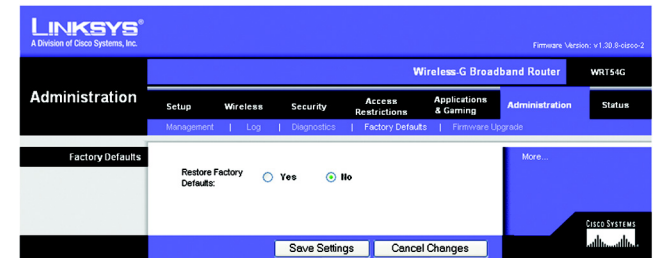 LINKSYS®
A Division of Cisco Systems, Inc.
Firmware Version: v1.30.8-cisco-2
Wireless-G Broadband Router WRT54G
Administration
Setup Wireless Security Access Restrictions Applications & Gaming Administration Status
Management | Log | Diagnostics | Factory Defaults | Firmware Upgrade
Factory Defaults
Restore Factory Defaults: Yes No
More...
CISCO SYSTEMS
Save Settings Cancel Changes